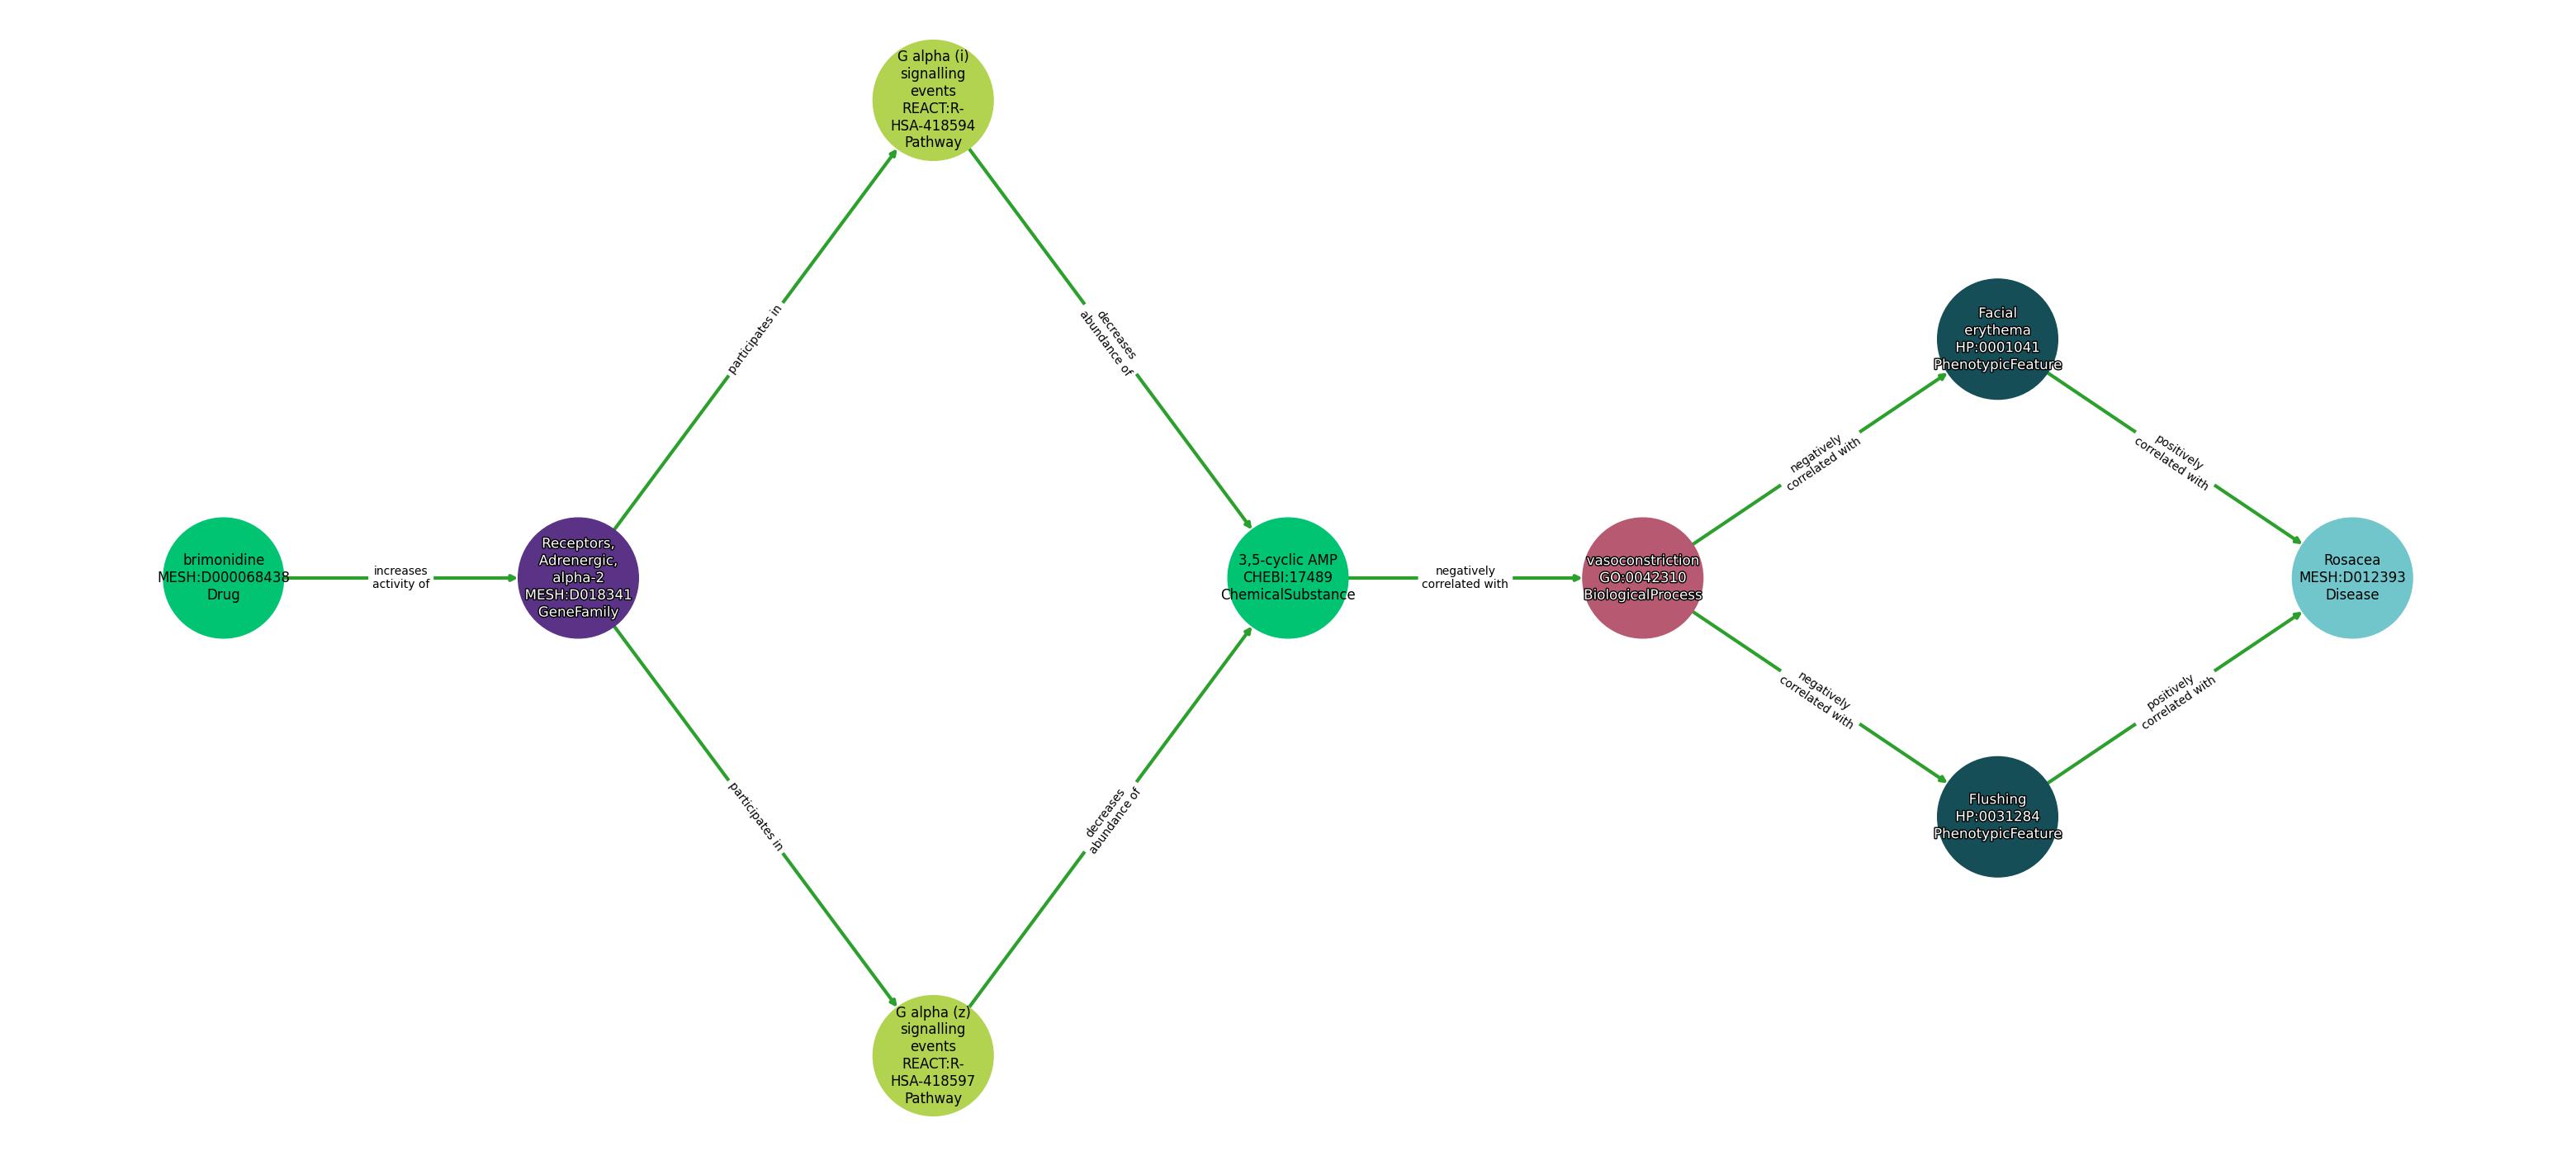 G alpha (i)
signalling
events
REACT:R-
HSA-418594
Pathway
participates in
decreases
abundance of
brimonidine
MESH:D000068438
Drug
increases
activity of
Receptors,
Adrenergic,
alpha-2
MESH:D018341
GeneFamily
3,5-cyclic AMP
CHEBI:17489
ChemicalSubstance
negatively
correlated with
vasoconstriction
GO:0042310
BiologicalProcess
negatively
correlated with
Facial
erythema
HP:0001041
PhenotypicFeature
positively
correlated with
Rosacea
MESH:D012393
Disease
negatively
correlated with
Flushing
HP:0031284
PhenotypicFeature
positively
correlated with
participates in
decreases
abundance of
G alpha (z)
signalling
events
REACT:R-
HSA-418597
Pathway